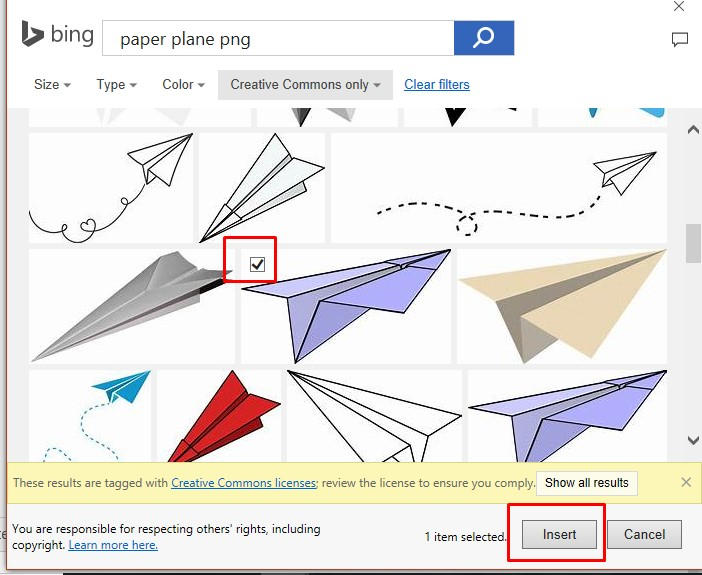 bing
paper plane png
Size Type Color Creative Commons only Clear filters
These results are tagged with Creative Commons licenses; review the license to ensure you comply. Show all results
You are responsible for respecting others' rights, including
copyright. Learn more here.
1 item selected. Insert Cancel